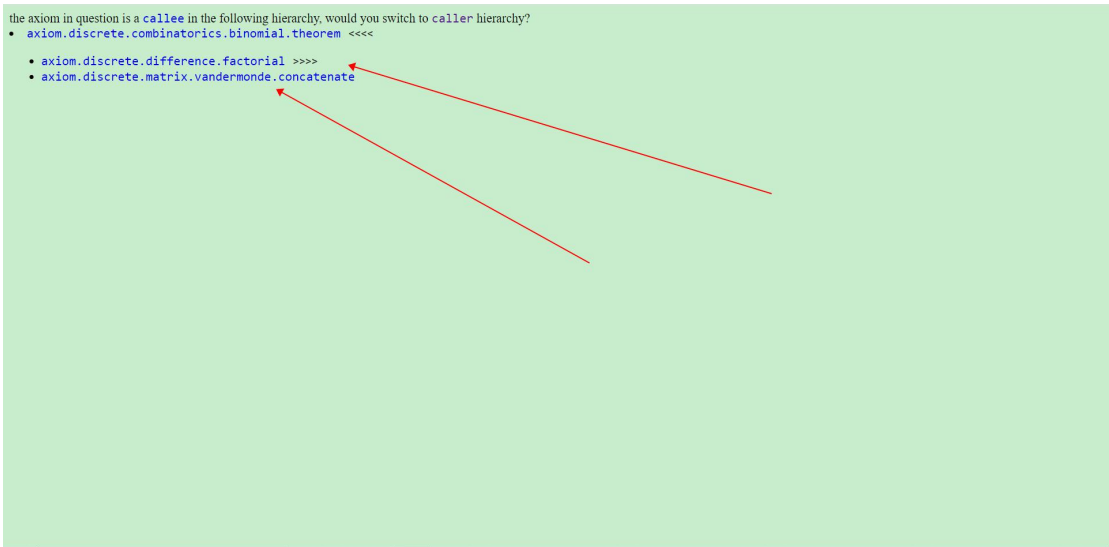 the axiom in question is a callee in the following hierarchy, would you switch to caller hierarchy?
axiom.discrete.combinatorics.binomial.theorem <<<<
axiom.discrete.difference.factorial >>>>
axiom.discrete.matrix.vandermonde.concatenate